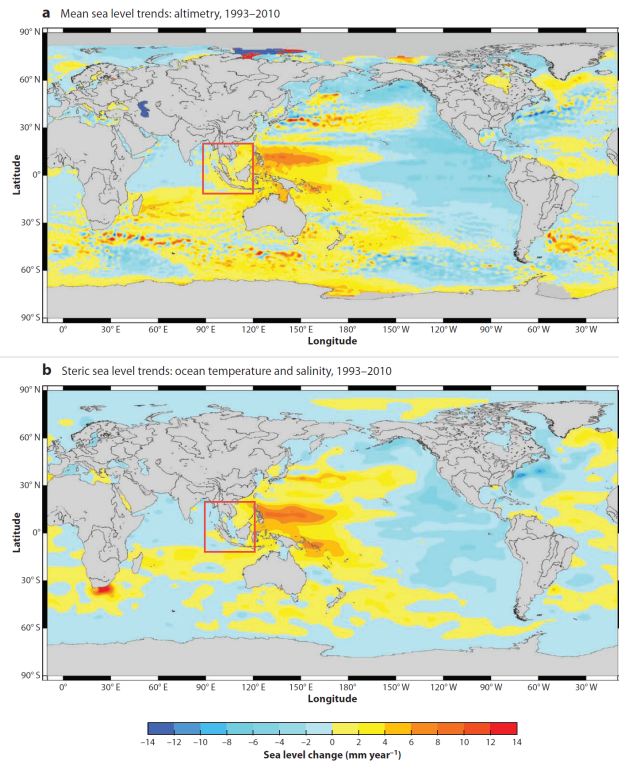 a Mean sea level trends: altimetry, 1993–2010
90° N
60° N
30° N
0°
30° S
60° S
90° S
Latitude
0° 30° E 60° E 90° E 120° E 150° E 180° 150° W 120° W 90° W 60° W 30° W
Longitude
b Steric sea level trends: ocean temperature and salinity, 1993–2010
90° N
60° N
30° N
0°
30° S
60° S
90° S
Latitude
0° 30° E 60° E 90° E 120° E 150° E 180° 150° W 120° W 90° W 60° W 30° W
Longitude
–14 –12 –10 –8 –6 –4 –2 0 2 4 6 8 10 12 14
Sea level change (mm year⁻¹)